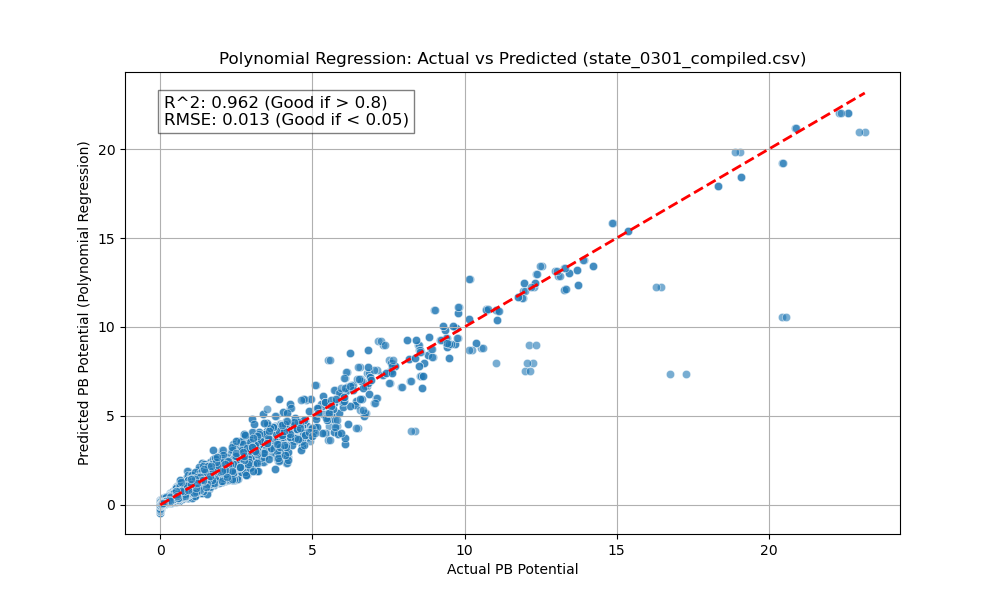 Polynomial Regression: Actual vs Predicted (state_0301_compiled.csv)
R^2: 0.962 (Good if > 0.8)
RMSE: 0.013 (Good if < 0.05)
Predicted PB Potential (Polynomial Regression)
20
15
10
5
0
0 5 10 15 20
Actual PB Potential